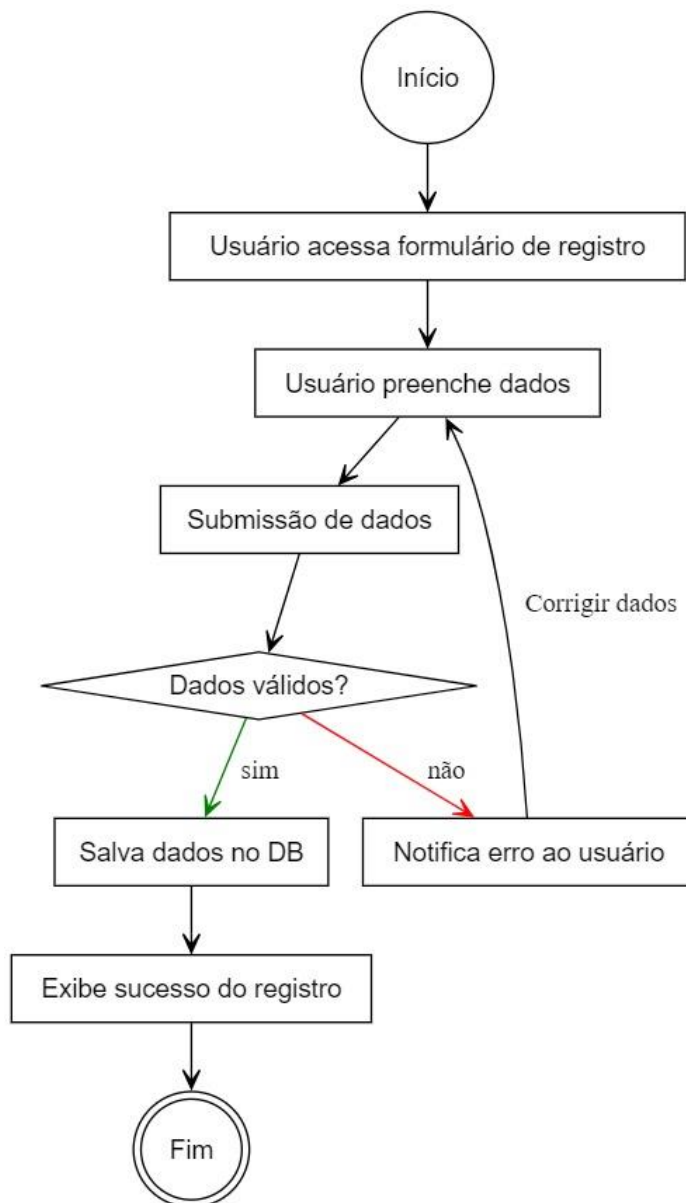 Início
Usuário acessa formulário de registro
Usuário preenche dados
Submissão de dados
Corrigir dados
Dados válidos?
sim
não
Salva dados no DB
Notifica erro ao usuário
Exibe sucesso do registro
Fim